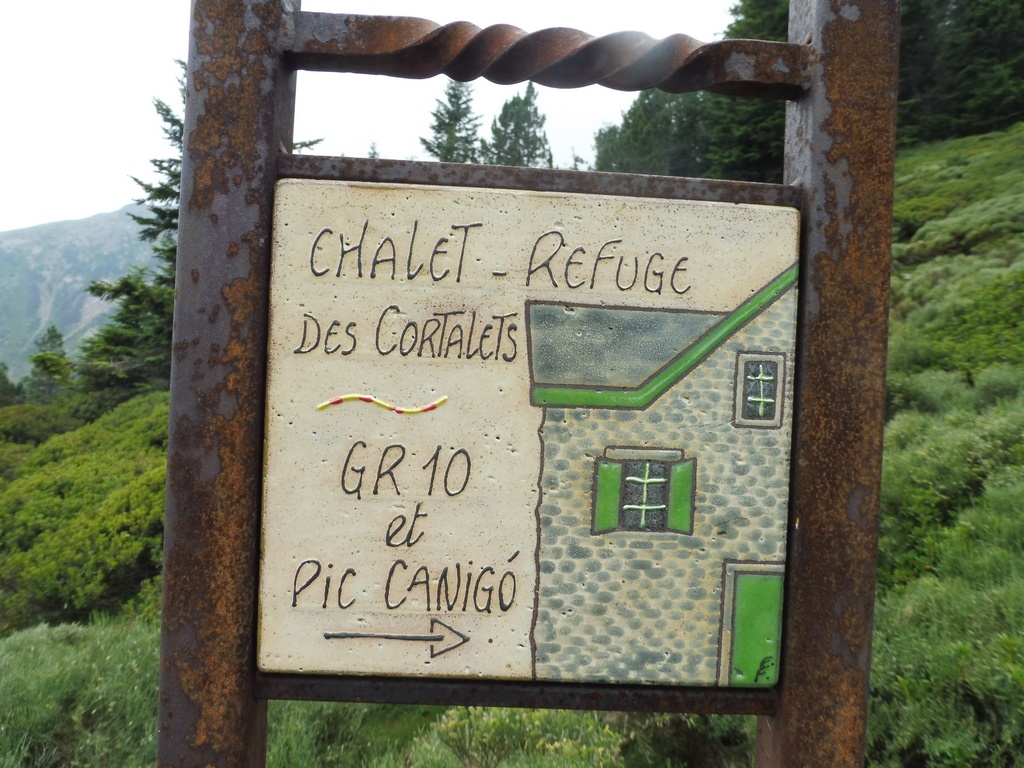 CHALET - REFUGE
DES CORTALETS
GR 10
et
PIC CANIGÓ